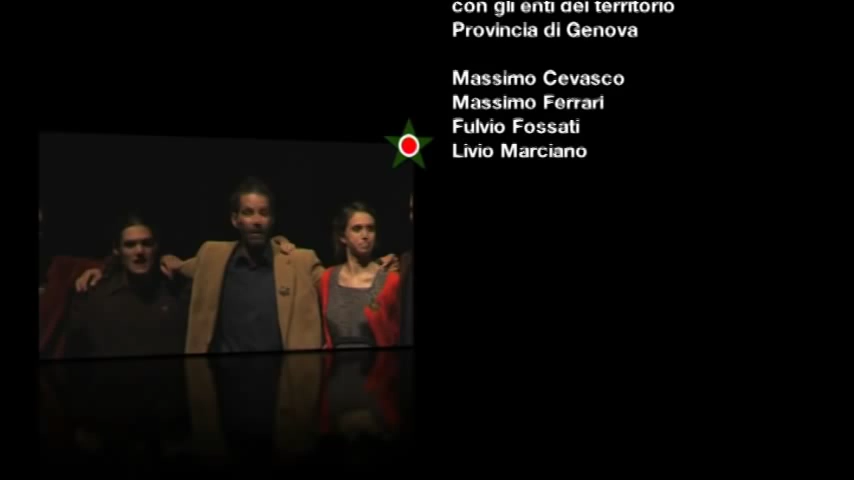 con gli enti del territorio
Provincia di Genova
Massimo Cevasco
Massimo Ferrari
Fulvio Fossati
Livio Marciano